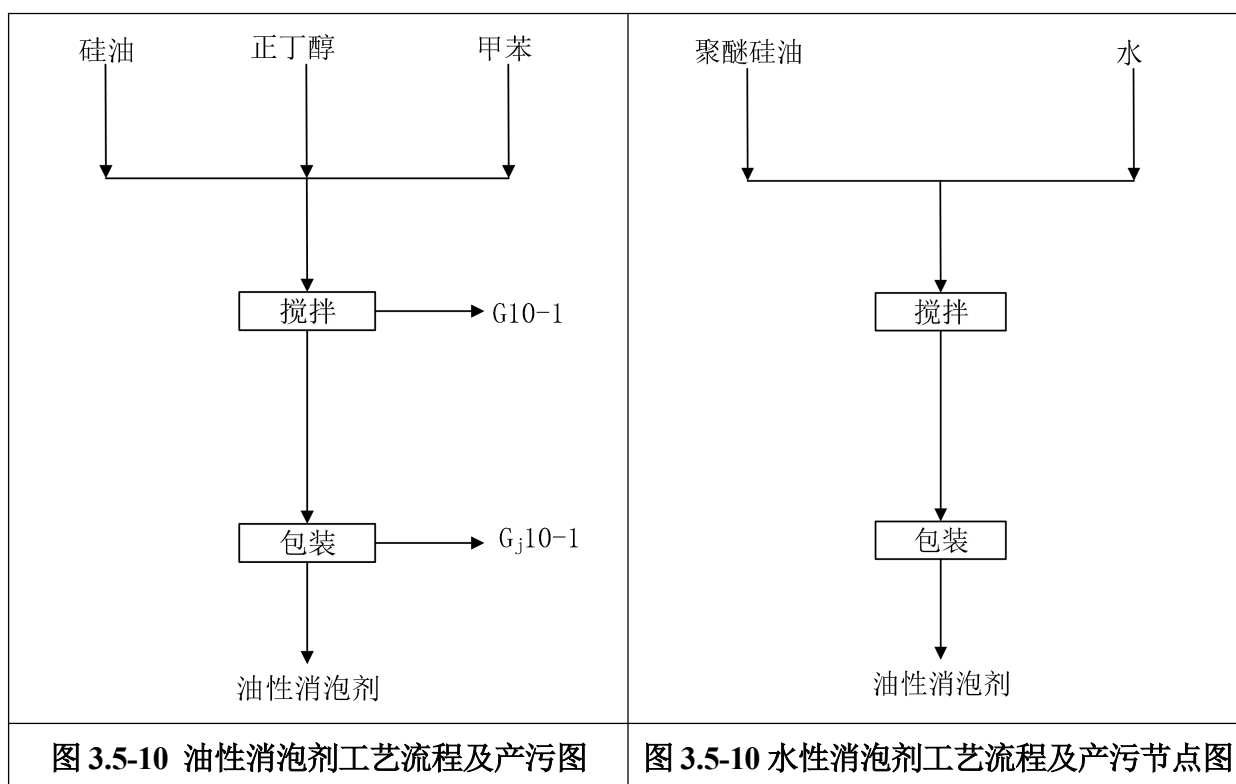 硅油
正丁醇
甲苯
搅拌
G10-1
包装
Gj10-1
油性消泡剂
图 3.5-10 油性消泡剂工艺流程及产污图
聚醚硅油
水
搅拌
包装
油性消泡剂
图 3.5-10 水性消泡剂工艺流程及产污节点图